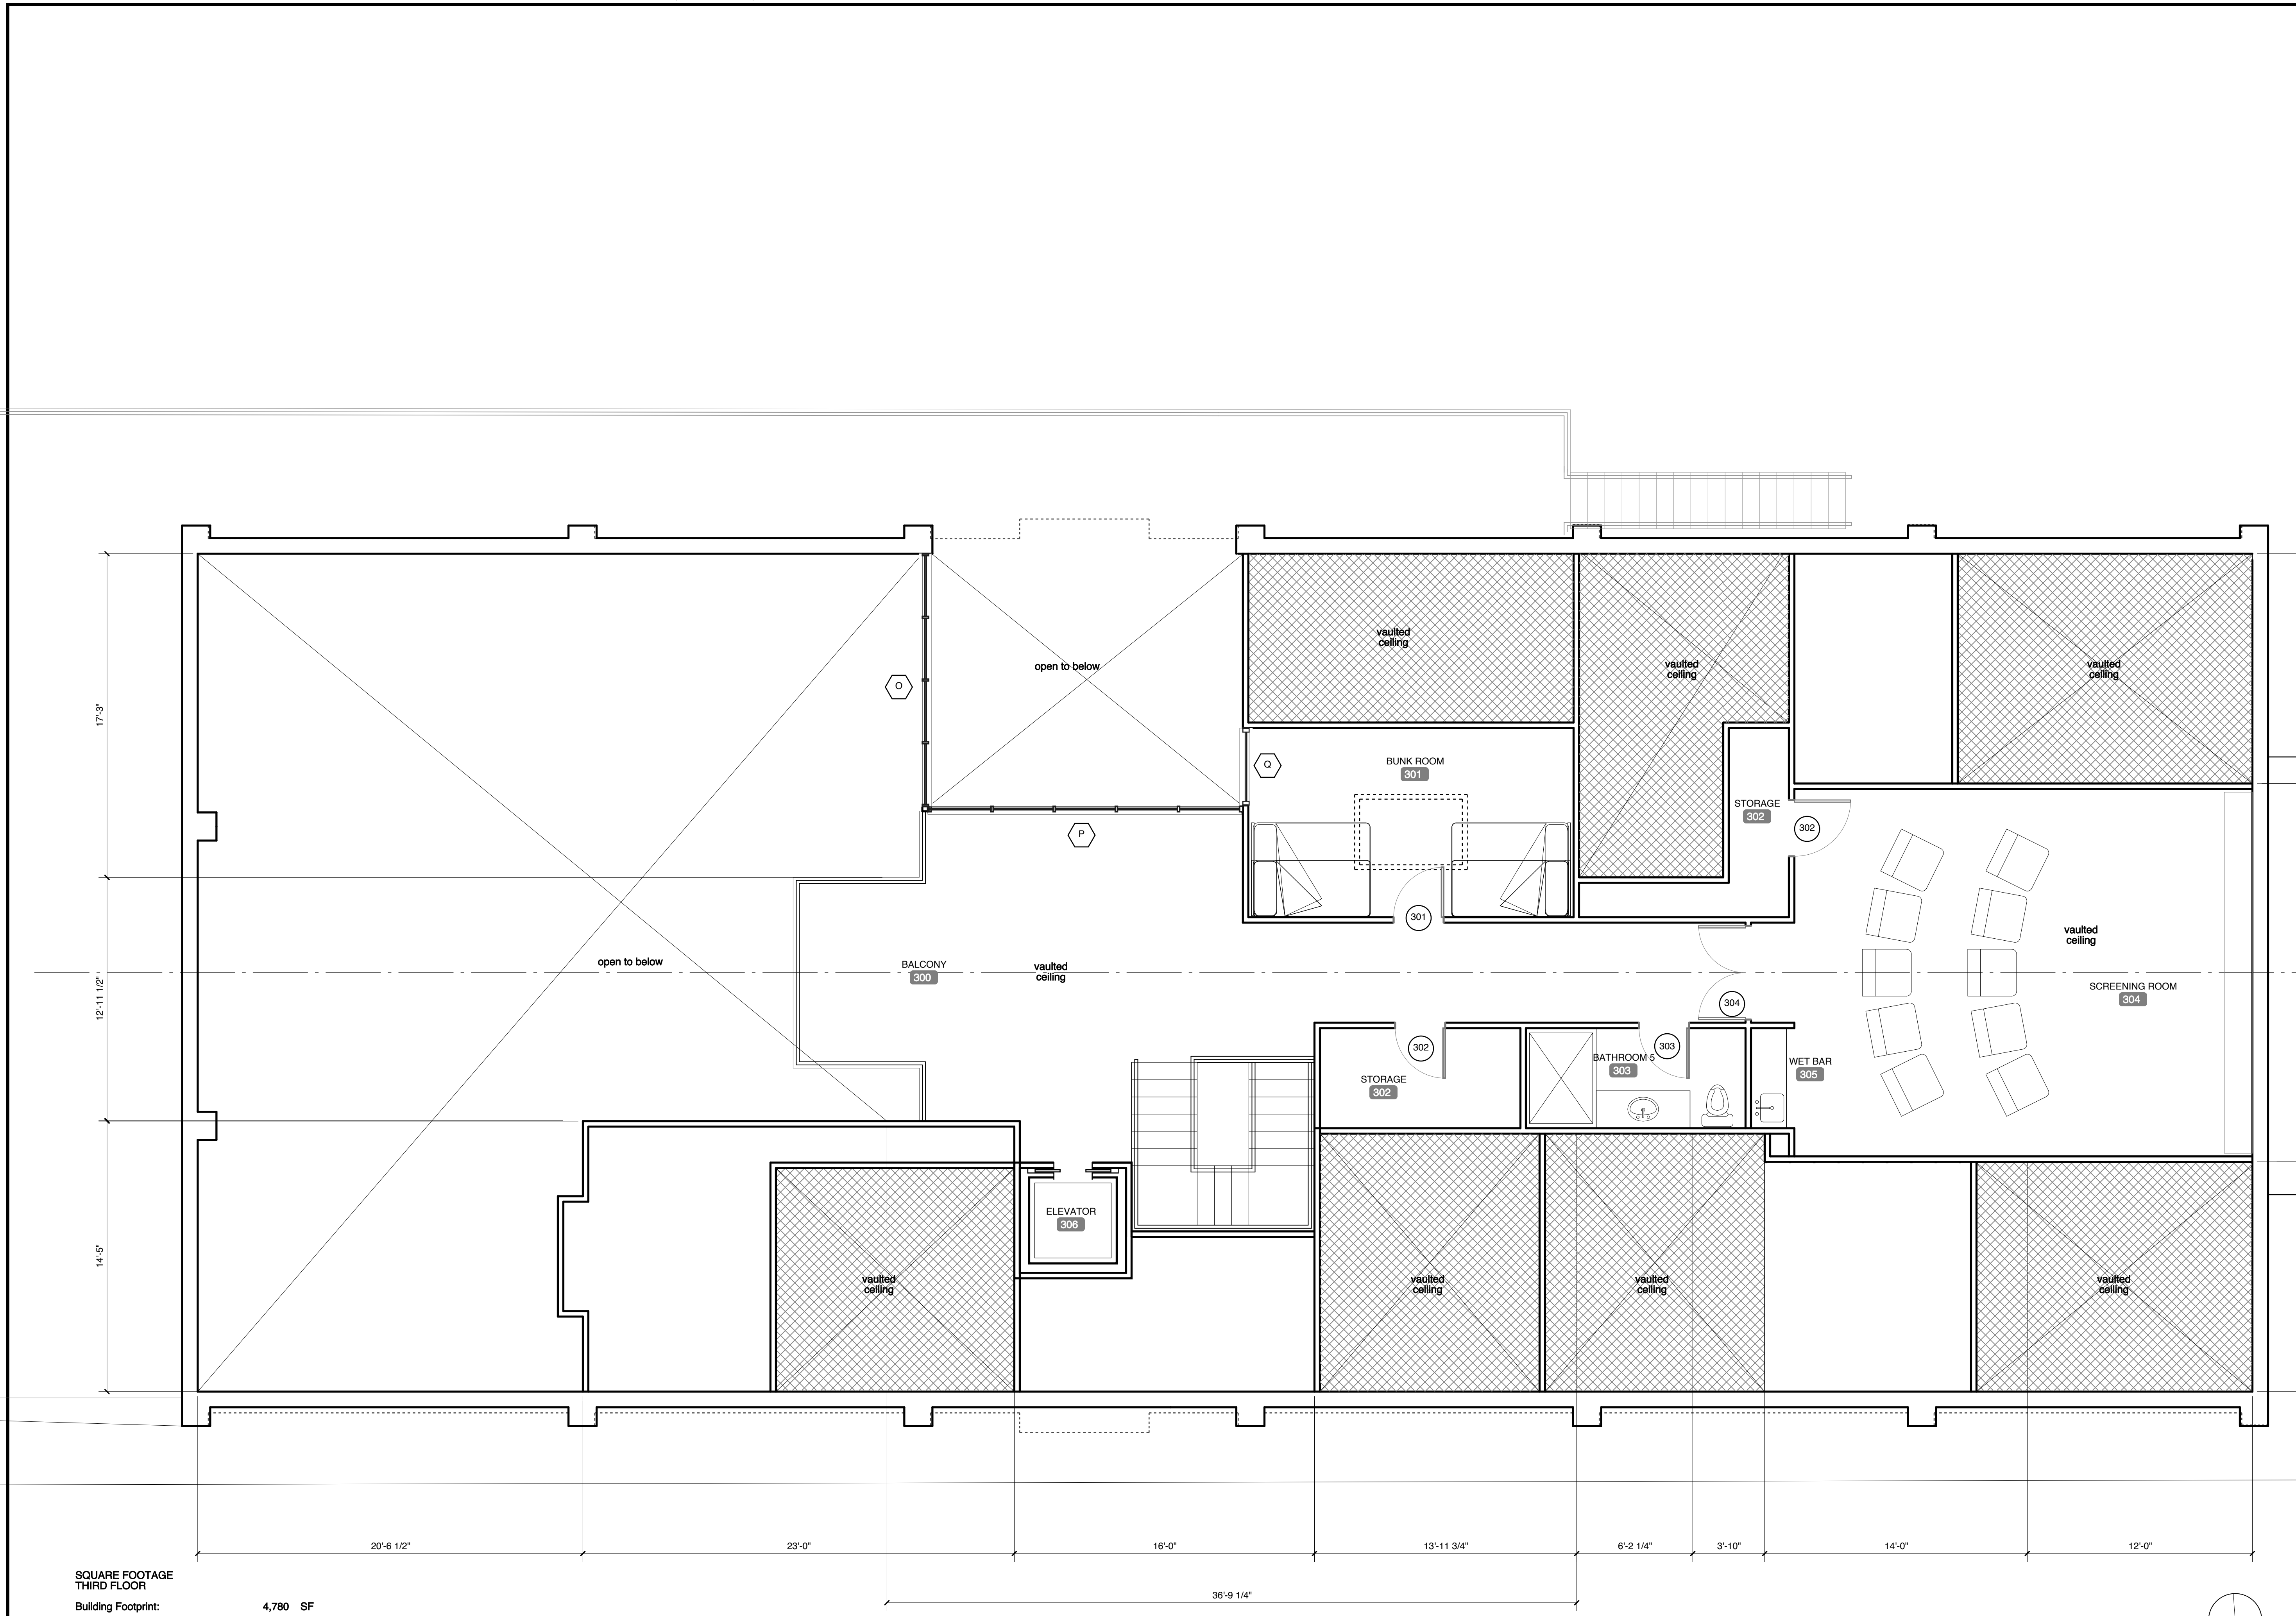 vaulted
ceiling
vaulted
ceiling
vaulted
ceiling
open to below
O
17'-3"
Q
BUNK ROOM
301
STORAGE
302
302
P
301
vaulted
ceiling
open to below
BALCONY
300
vaulted
ceiling
12'-11 1/2"
SCREENING ROOM
304
304
302
303
BATHROOM 5
303
WET BAR
305
STORAGE
302
ELEVATOR
306
14'-5"
vaulted
ceiling
vaulted
ceiling
vaulted
ceiling
vaulted
ceiling
20'-6 1/2"
23'-0"
16'-0"
13'-11 3/4"
6'-2 1/4"
3'-10"
14'-0"
12'-0"
36'-9 1/4"
SQUARE FOOTAGE
THIRD FLOOR
Building Footprint: 4,780 SF